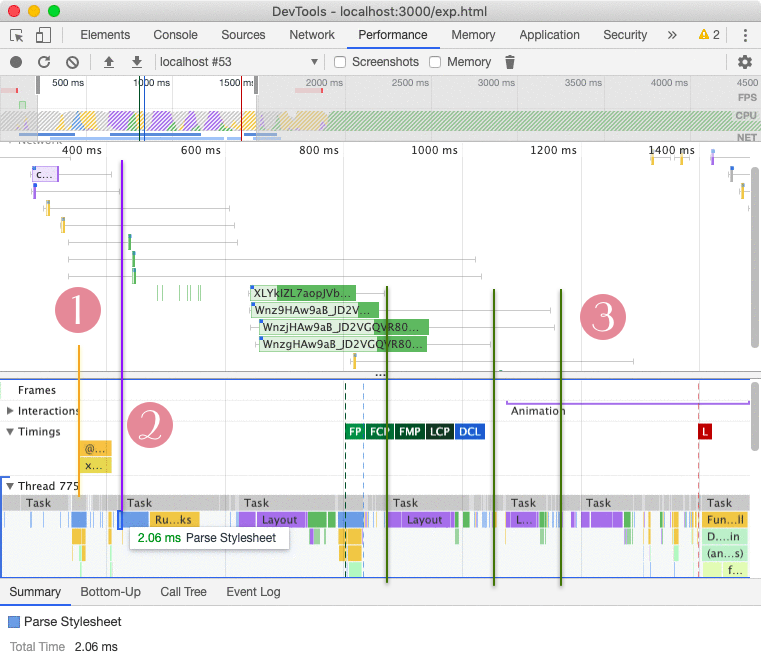 DevTools - localhost:3000/exp.html
Elements Console Sources Network Performance Memory Application Security » 2
localhost #53 Screenshots Memory
500 ms 1000 ms 1500 ms 2000 ms 2500 ms 3000 ms 3500 ms 4000 ms 4500
FPS
CPU
NET
Network
400 ms 600 ms 800 ms 1000 ms 1200 ms 1400 ms
c...
XLYkIZL7aopJVb...
Wnz9HAw9aB_JD2V...
WnzjHAw9aB_JD2VGQVR80...
WnzgHAw9aB_JD2VGQVR80...
1
3
...
Frames
Interactions Animation
2
Timings FP FCP FMP LCP DCL L
@...
x...
Thread 775
Task Task Task Task Task Task Task
Ru...ks Layout Layout L... Fun...ll
2.06 ms Parse Stylesheet D....in
(an...s)
f...
Summary Bottom-Up Call Tree Event Log
Parse Stylesheet
Total Time 2.06 ms